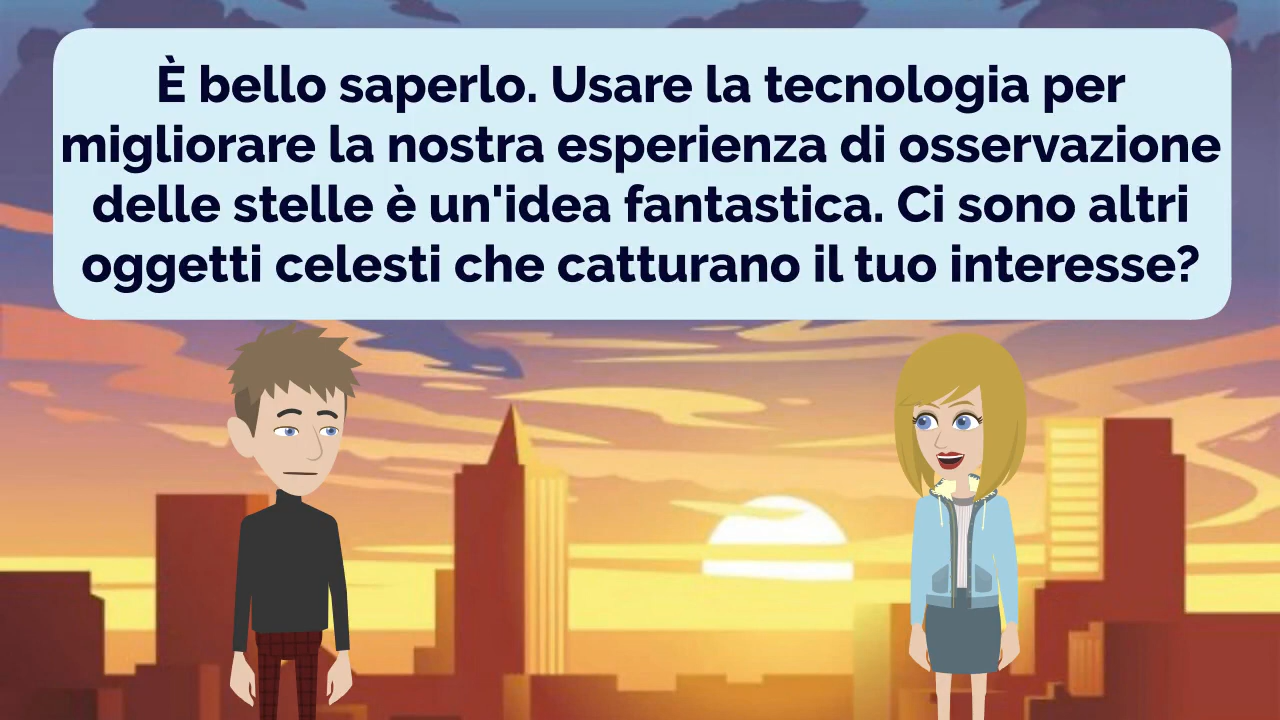 È bello saperlo. Usare la tecnologia per
migliorare la nostra esperienza di osservazione
delle stelle è un'idea fantastica. Ci sono altri
oggetti celesti che catturano il tuo interesse?